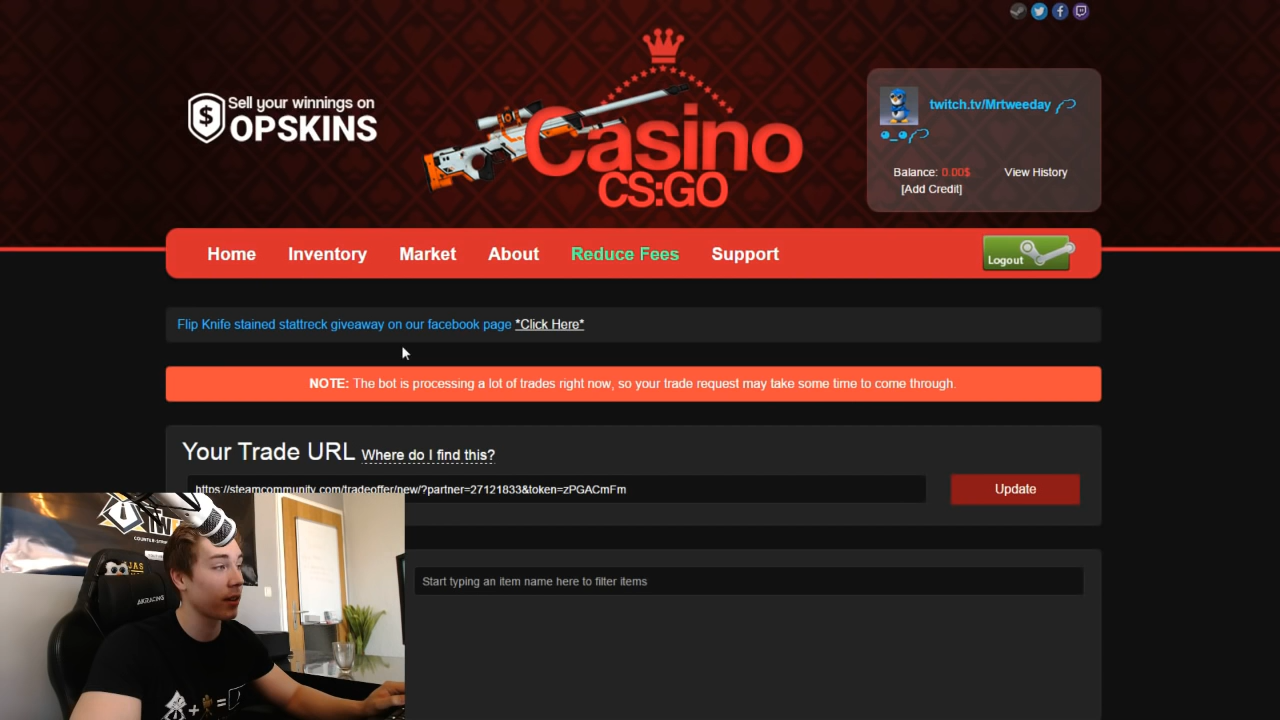 Sell your winnings on
OPSKINS
Casino
CS:GO
twitch.tv/Mrtweeday
Balance: 0.00$
View History
[Add Credit]
Home
Inventory
Market
About
Reduce Fees
Support
Logout
Flip Knife stained stattreck giveaway on our facebook page *Click Here*
NOTE: The bot is processing a lot of trades right now, so your trade request may take some time to come through.
Your Trade URL Where do I find this?
https://steamcommunity.com/tradeoffer/new/?partner=27121833&token=zPGACmFm
Update
Start typing an item name here to filter items
AKRACING